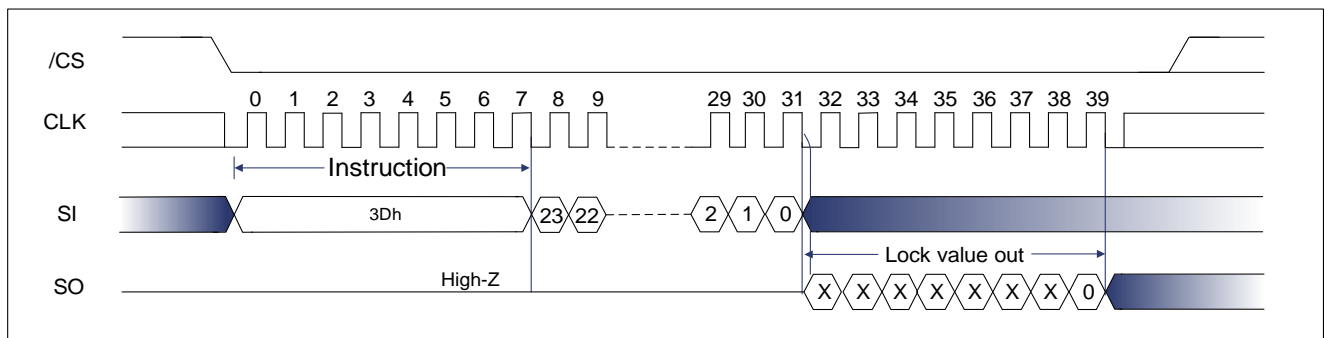 /CS
0 1 2 3 4 5 6 7 8 9 29 30 31 32 33 34 35 36 37 38 39
CLK
Instruction
SI 3Dh 23 22 2 1 0
Lock value out
SO High-Z X X X X X X X 0